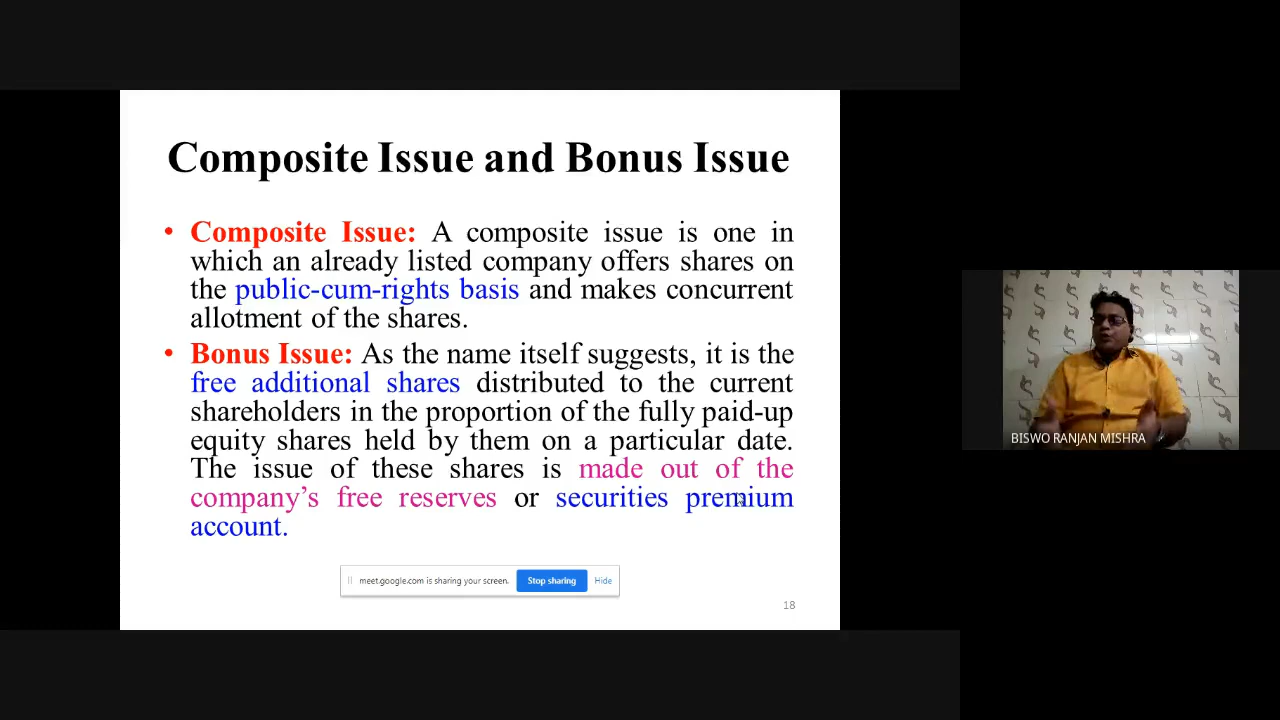 Composite Issue and Bonus Issue
• Composite Issue: A composite issue is one in
which an already listed company offers shares on
the public-cum-rights basis and makes concurrent
allotment of the shares.
• Bonus Issue: As the name itself suggests, it is the
free additional shares distributed to the current
shareholders in the proportion of the fully paid-up
equity shares held by them on a particular date.
The issue of these shares is made out of the
company's free reserves or securities premium
account.
meet.google.com is sharing your screen. Stop sharing Hide
18
BISWO RANJAN MISHRA